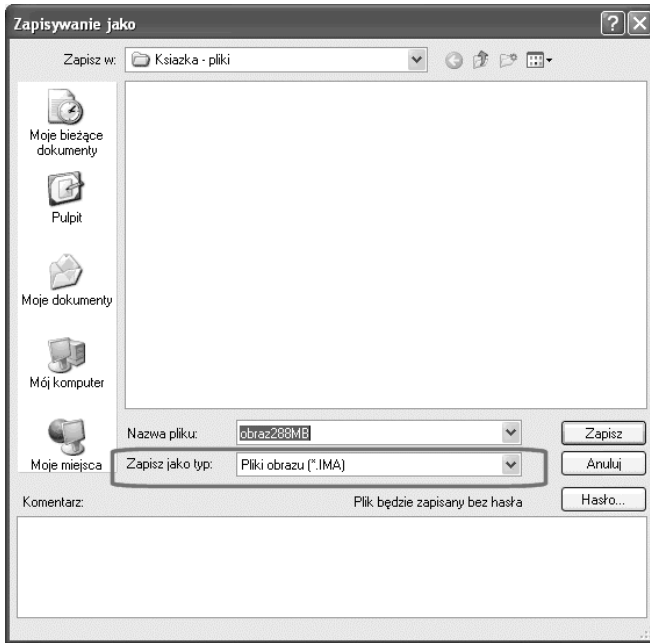 Zapisywanie jako
Zapisz w: Ksiazka - pliki
Moje bieżące
dokumenty
Pulpit
Moje dokumenty
Mój komputer
Moje miejsca
Nazwa pliku: obraz288MB Zapisz
Zapisz jako typ: Pliki obrazu (*.IMA) Anuluj
Komentarz: Plik będzie zapisany bez hasła Hasło...